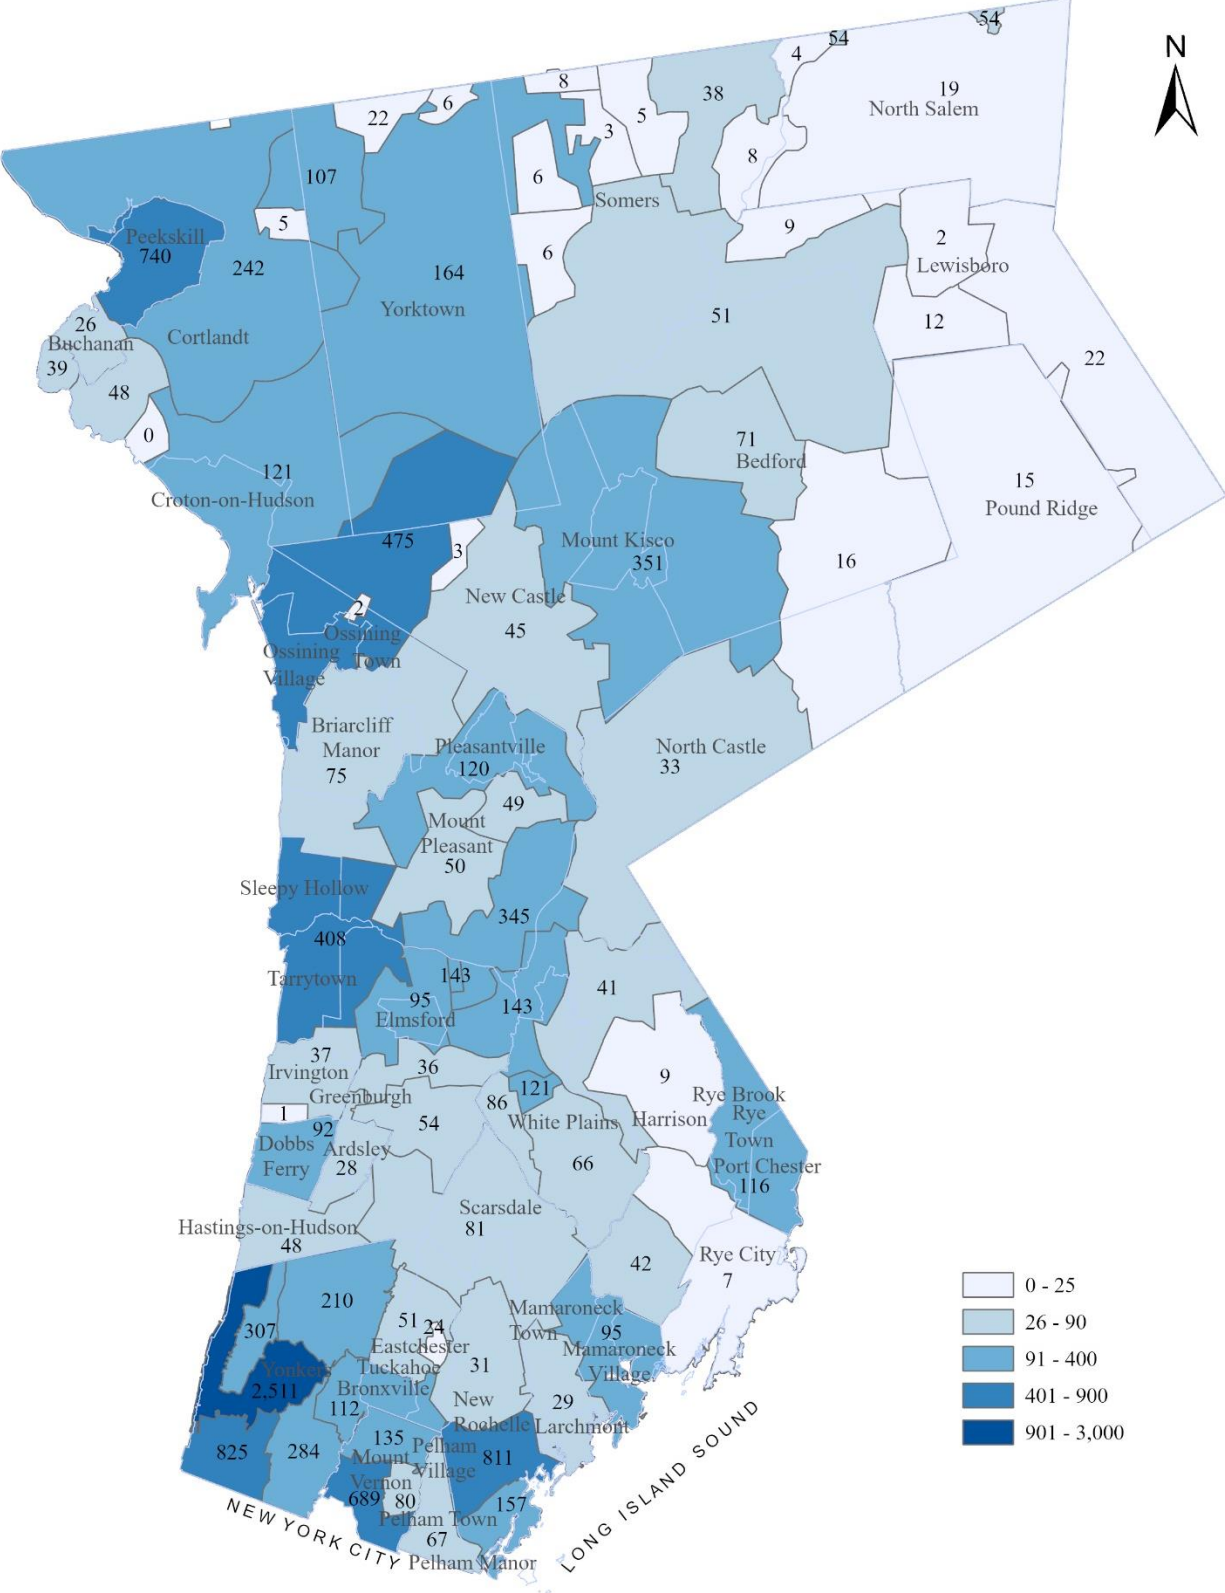 54
N
54
4
19
North Salem
8
38
6
22
5
3
8
107
6
Somers
5
9
2
Lewisboro
Peekskill
740
242
6
164
Yorktown
51
12
22
26
Buchanan
Cortlandt
39
48
0
71
Bedford
121
Croton-on-Hudson
15
Pound Ridge
475
3
Mount Kisco
351
16
New Castle
45
2
Ossining
Town
Ossining
Village
Briarcliff
Manor
75
Pleasantville
120
North Castle
33
49
Mount
Pleasant
50
Sleepy Hollow
345
408
Tarrytown
143
41
95
Elmsford
143
37
Irvington
36
9
Harrison
121
Greenburgh
86
Rye Brook
Rye
Town
1
92
54
White Plains
Dobbs
Ferry
Ardsley
28
66
Port Chester
116
Scarsdale
81
Hastings-on-Hudson
48
42
Rye City
7
0 - 25
26 - 90
91 - 400
401 - 900
901 - 3,000
210
307
51
24
Eastchester
Tuckahoe
Mamaroneck
Town
95
Mamaroneck
Village
31
Yonkers
2,511
Bronxville
112
New
Rochelle
29
Larchmont
825
284
135
Mount
Vernon
Pelham
Village
811
689
80
157
Pelham Town
67
Pelham Manor
NEW YORK CITY
LONG ISLAND SOUND